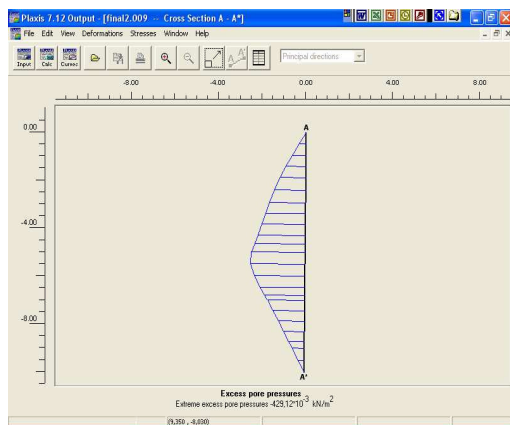 Plaxis 7.12 Output - [final2.009 -- Cross Section A - A*]
File Edit View Deformations Stresses Window Help
Input Calc Curves
Principal directions
-8.00 -4.00 0.00 4.00 8.00
0.00
-4.00
-8.00
A
A'
Excess pore pressures
Extreme excess pore pressures -429,12*10-3 kN/m2
(9,350 , -8,030)